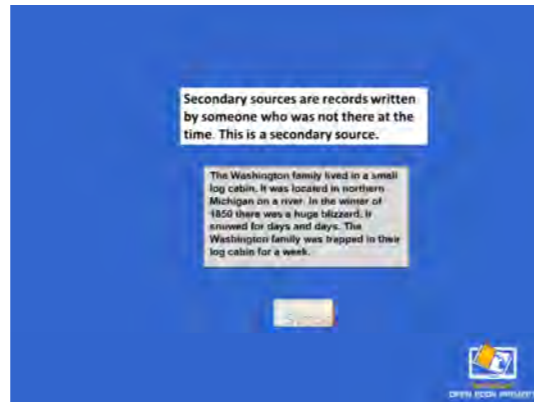 Secondary sources are records written
by someone who was not there at the
time. This is a secondary source.
The Washington family lived in a small
log cabin. It was located in northern
Michigan on a river. In the winter of
1850 there was a huge blizzard. It
snowed for days and days. The
Washington family was trapped in their
log cabin for a week.
OPEN BOOK PROJECT